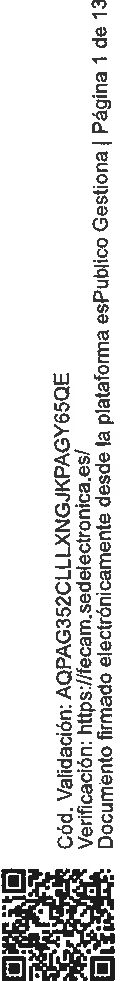 Cód. Validación: AQPAG352CLLLXNGJKPAGY65QE
Verificación: https://fecam.sedelectronica.es/
Documento firmado electrónicamente desde la plataforma esPublico Gestiona | Página 1 de 13